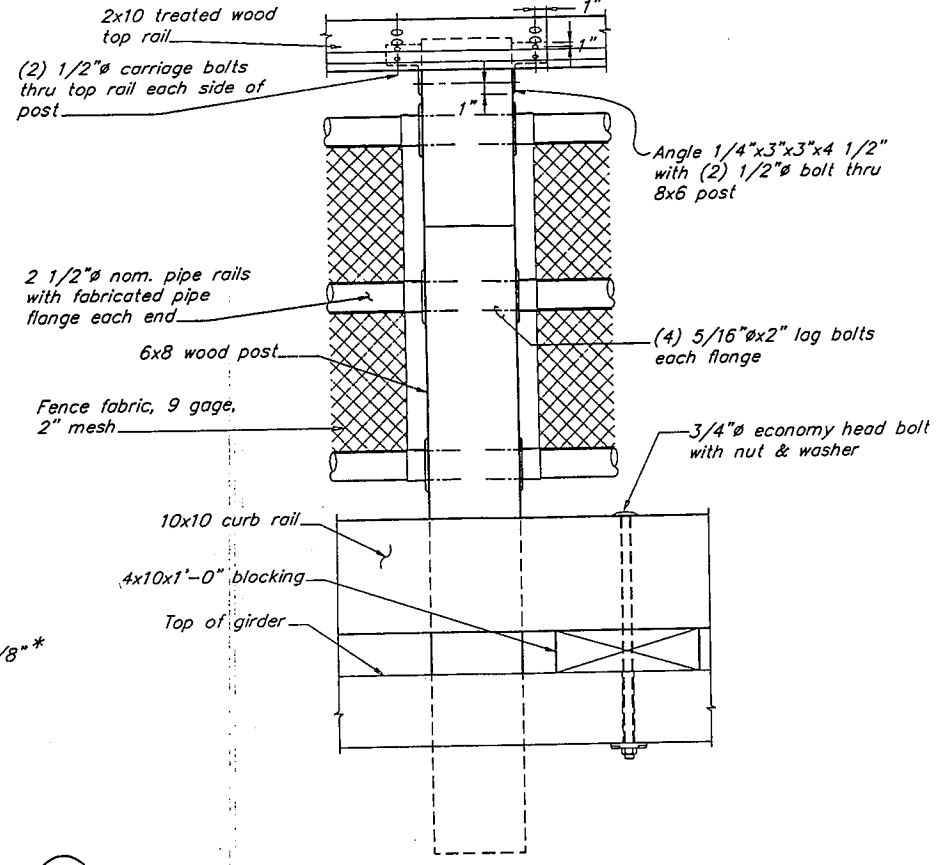 2x10 treated wood
top rail
(2) 1/2"ø carriage bolts
thru top rail each side of
post
1"
1"
1"
Angle 1/4"x3"x3"x4 1/2"
with (2) 1/2"ø bolt thru
8x6 post
2 1/2"ø nom. pipe rails
with fabricated pipe
flange each end
(4) 5/16"øx2" lag bolts
each flange
6x8 wood post
Fence fabric, 9 gage,
2" mesh
3/4"ø economy head bolt
with nut & washer
10x10 curb rail
4x10x1'-0" blocking
Top of girder
/8"*